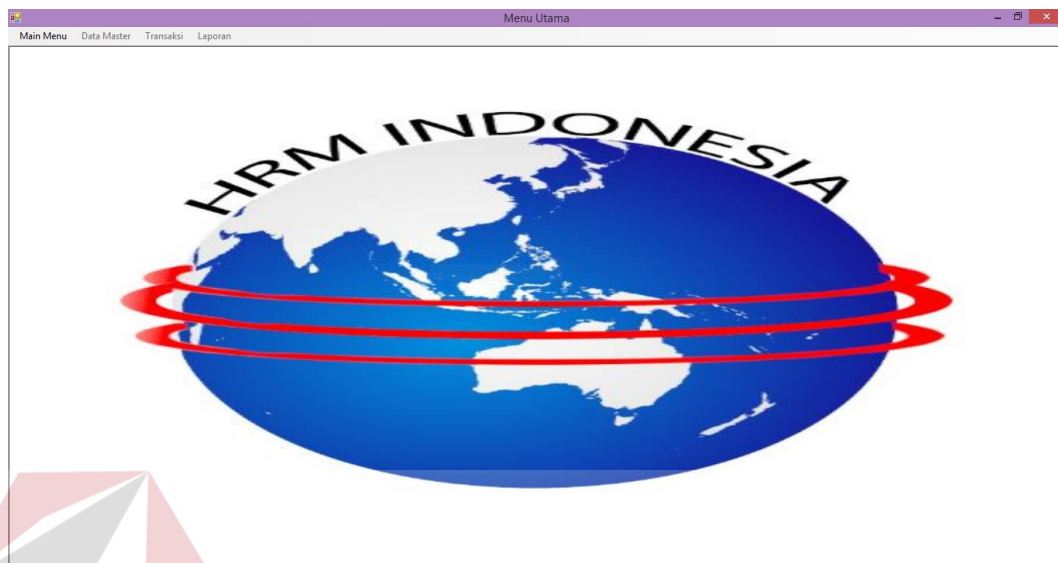 Menu Utama
Main Menu Data Master Transaksi Laporan
HRM INDONESIA